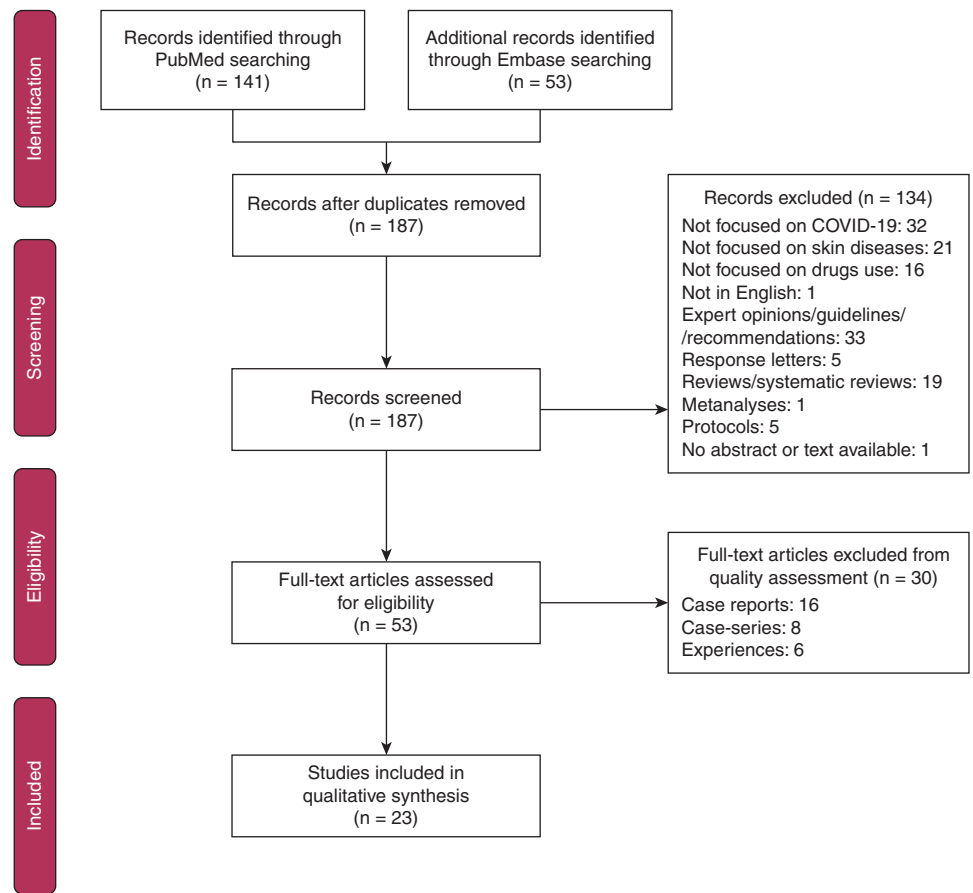 Identification
Records identified through
PubMed searching
(n = 141)
Additional records identified
through Embase searching
(n = 53)
Records after duplicates removed
(n = 187)
Screening
Records screened
(n = 187)
Records excluded (n = 134)
Not focused on COVID-19: 32
Not focused on skin diseases: 21
Not focused on drugs use: 16
Not in English: 1
Expert opinions/guidelines/
/recommendations: 33
Response letters: 5
Reviews/systematic reviews: 19
Metanalyses: 1
Protocols: 5
No abstract or text available: 1
Eligibility
Full-text articles assessed
for eligibility
(n = 53)
Full-text articles excluded from
quality assessment (n = 30)
Case reports: 16
Case-series: 8
Experiences: 6
Included
Studies included in
qualitative synthesis
(n = 23)